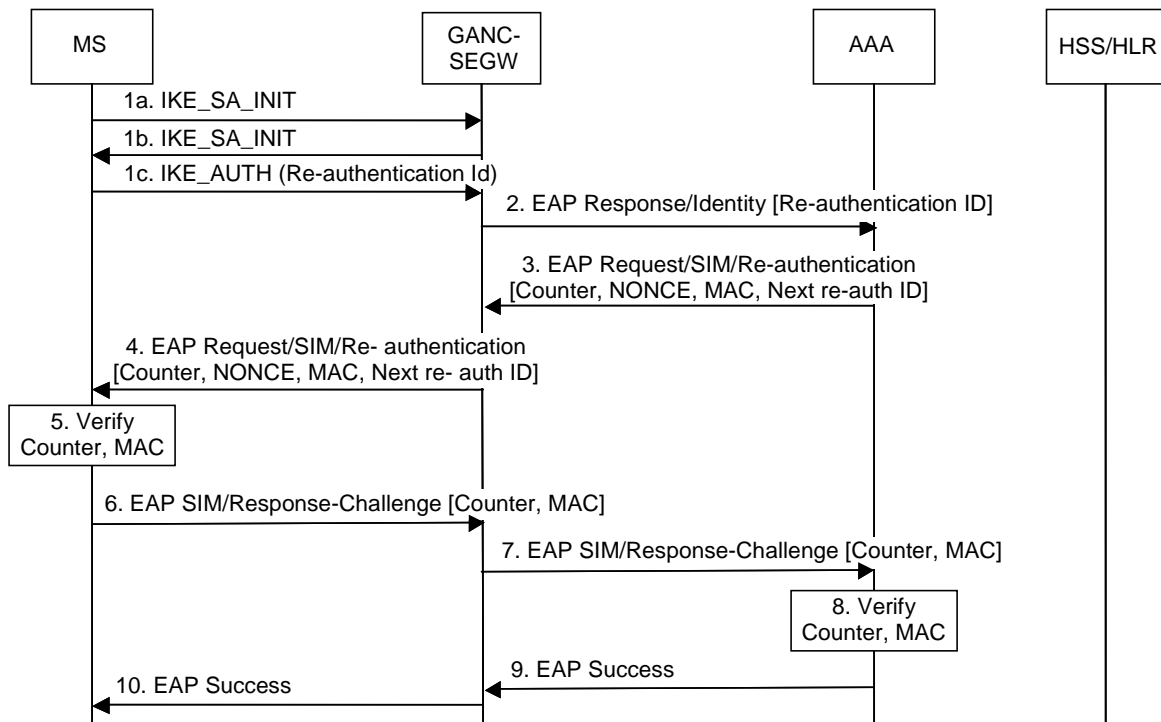 MS
GANC-
SEGW
AAA
HSS/HLR
1a. IKE_SA_INIT
1b. IKE_SA_INIT
1c. IKE_AUTH (Re-authentication Id)
2. EAP Response/Identity [Re-authentication ID]
3. EAP Request/SIM/Re-authentication
[Counter, NONCE, MAC, Next re-auth ID]
4. EAP Request/SIM/Re- authentication
[Counter, NONCE, MAC, Next re- auth ID]
5. Verify
Counter, MAC
6. EAP SIM/Response-Challenge [Counter, MAC]
7. EAP SIM/Response-Challenge [Counter, MAC]
8. Verify
Counter, MAC
9. EAP Success
10. EAP Success